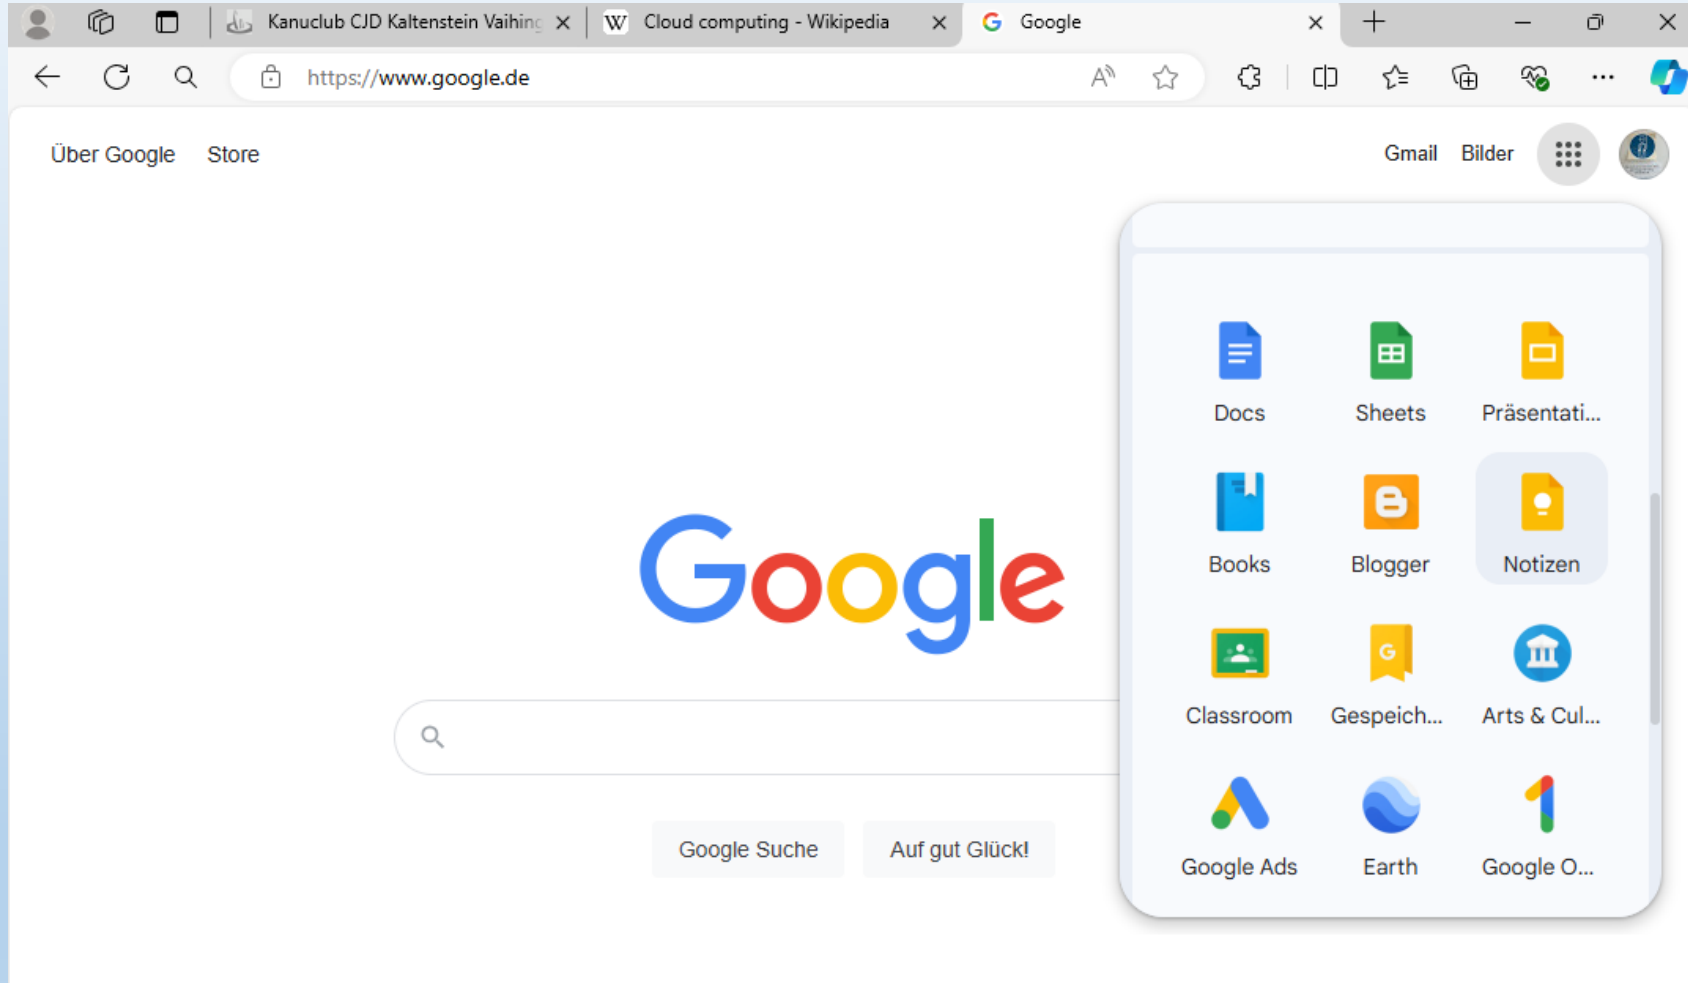 Kanuclub CJD Kaltenstein Vaihing
W Cloud computing - Wikipedia
G Google
https://www.google.de
Über Google Store
Gmail Bilder
Docs Sheets Präsentati...
Books Blogger Notizen
Google
Classroom Gespeich... Arts & Cul...
Google Ads Earth Google O...
Google Suche Auf gut Glück!